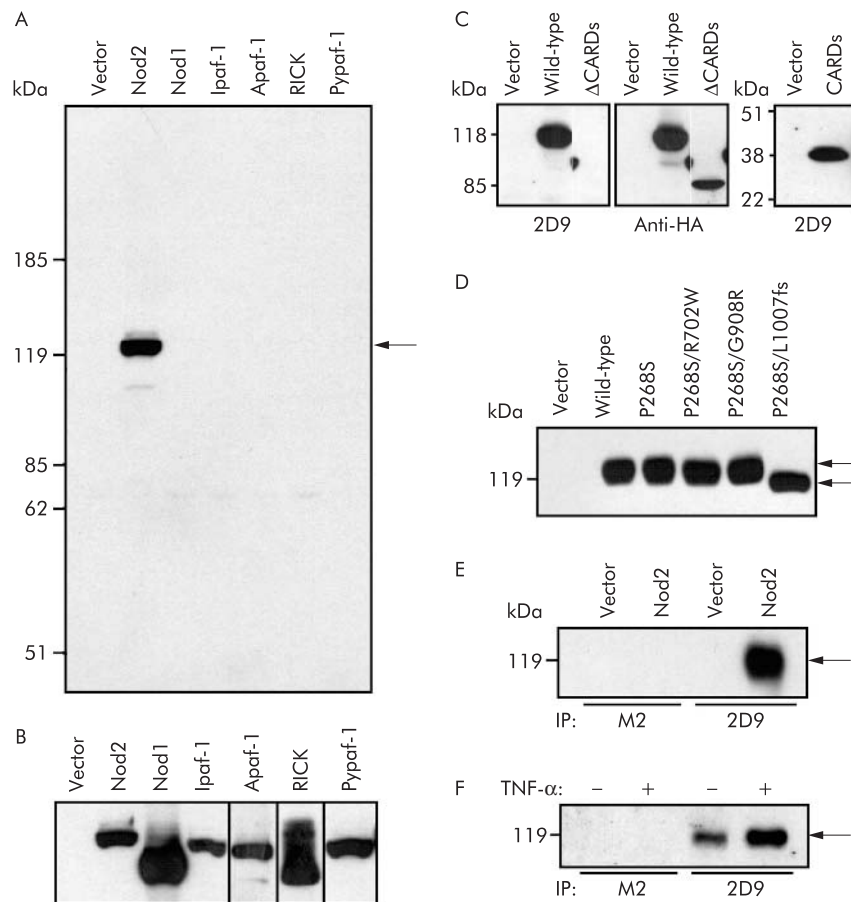 A
kDa
Vector
Nod2
Nod1
Ipaf-1
Apaf-1
RICK
Pypaf-1
185
119
85
62
51
B
Vector
Nod2
Nod1
Ipaf-1
Apaf-1
RICK
Pypaf-1
C
kDa
Vector
Wild-type
ΔCARDs
Vector
Wild-type
ΔCARDs
kDa
Vector
CARDs
118
85
51
38
22
2D9
Anti-HA
2D9
D
kDa
Vector
Wild-type
P268S
P268S/R702W
P268S/G908R
P268S/L1007fs
119
E
kDa
Vector
Nod2
Vector
Nod2
119
IP:
M2
2D9
F
TNF-α:
–
+
–
+
119
IP:
M2
2D9